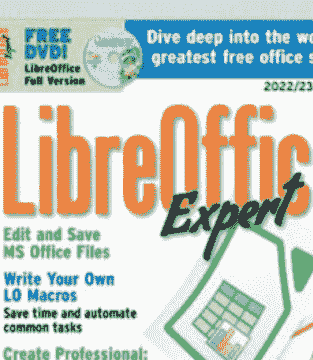 FREE
DVD!
LibreOffice
Full Version
Dive deep into the wo
greatest free office s
2022/23
LibreOffic
Expert
Edit and Save
MS Office Files
Write Your Own
LO Macros
Save time and automate
common tasks
Create Professional: